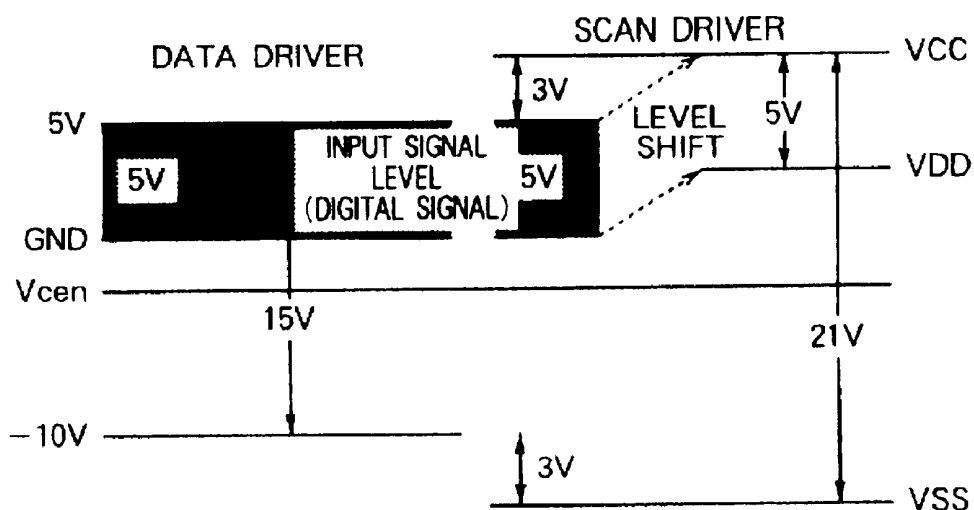 DATA DRIVER
SCAN DRIVER
VCC
3V
5V
5V
LEVEL
SHIFT
5V
INPUT SIGNAL
LEVEL
(DIGITAL SIGNAL)
5V
VDD
GND
Vcen
15V
21V
-10V
3V
VSS